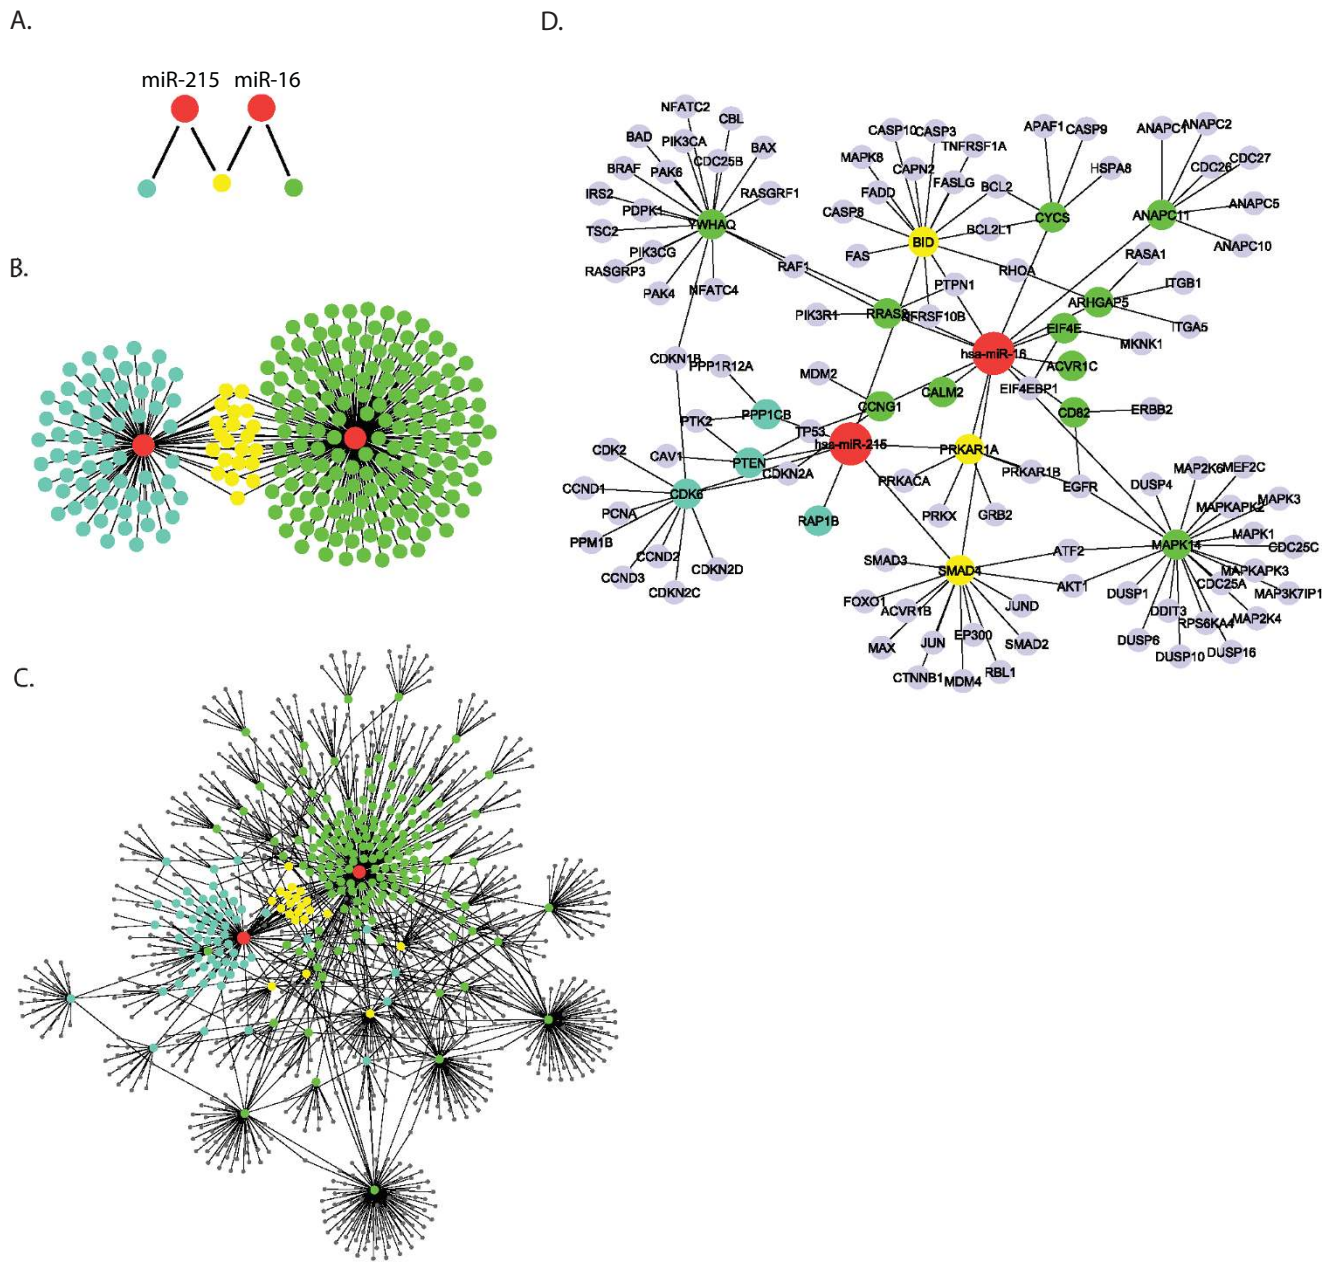 A.
D.
miR-215 miR-16
B.
C.
NFATC2
CBL
BAD
PIK3CA
BAX
CDC25B
BRAF
PAK6
IRS2
RASGRF1
PDPK1
YWHAQ
TSC2
PIK3CG
RASGRP3
PAK4
NFATC4
RAF1
CASP10
CASP3
TNFRSF1A
MAPK8
CAPN2
FASLG
FADD
BCL2
CASP8
BID
BCL2L1
FAS
RHOA
PTPN1
APAF1
CASP9
HSPA8
CYCS
ANAPC1
ANAPC2
CDC26
CDC27
ANAPC5
ANAPC11
ANAPC10
RASA1
ITGB1
ARHGAP5
ITGA5
PIK3R1
RRAS2
FRSF10B
EIF4E
MKNK1
hsa-miR-16
ACVR1C
EIF4EBP1
CDKN1B
PPP1R12A
MDM2
CALM2
CCNG1
CD82
ERBB2
PTK2
PPP1CB
TP53
hsa-miR-215
PRKAR1A
CDK2
CAV1
PTEN
CDKN2A
PRKAR1B
PRKACA
EGFR
CCND1
CDK6
RAP1B
PRKX
GRB2
PCNA
PPM1B
CCND2
CCND3
CDKN2D
CDKN2C
MAP2K6
MEF2C
DUSP4
MAPK3
MAPKAPK2
MAPK1
MAPK14
CDC25C
ATF2
AKT1
MAPKAPK3
CDC25A
MAP3K7IP1
DUSP1
DDIT3
RPS6KA4
MAP2K4
DUSP6
DUSP10
DUSP16
SMAD3
SMAD4
FOXO1
ACVR1B
JUND
JUN
EP300
SMAD2
MAX
CTNNB1
MDM4
RBL1